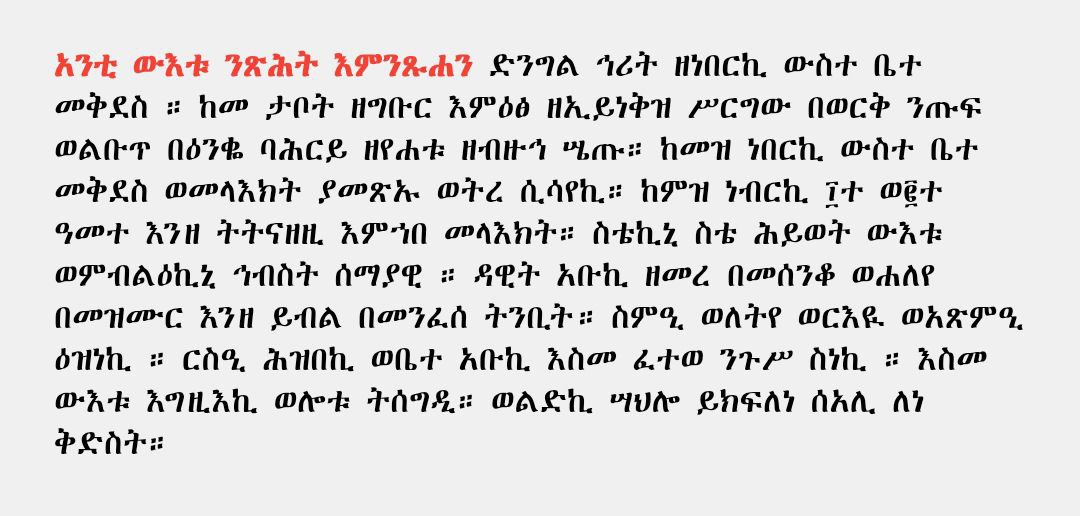 አንቲ ውእቱ ንጽሕት እምንጹሐን ድንግል ኅሪት ዘነበርኪ ውስተ ቤተ
መቅደስ ። ከመ ታቦት ዘግቡር እምዕፅ ዘኢይነቅዝ ሥርግው በወርቅ ንጡፍ
ወልቡጥ በዕንቈ ባሕርይ ዘየሐቱ ዘብዙኅ ሤጡ። ከመዝ ነበርኪ ውስተ ቤተ
መቅደስ ወመላእክት ያመጽኡ ወትረ ሲሳየኪ። ከምዝ ነብርኪ ፲ተ ወ፪ተ
ዓመተ እንዘ ትትናዘዚ እምኀበ መላእክት። ስቴኪኒ ስቴ ሕይወት ውእቱ
ወምብልዕኪኒ ኅብስት ሰማያዊ ። ዳዊት አቡኪ ዘመረ በመሰንቆ ወሐለየ
በመዝሙር እንዘ ይብል በመንፈሰ ትንቢት። ስምዒ ወለትየ ወርእዪ ወአጽምዒ
ዕዝነኪ ። ርስዒ ሕዝበኪ ወቤተ አቡኪ እስመ ፈተወ ንጉሥ ስነኪ ። እስመ
ውእቱ እግዚእኪ ወሎቱ ትሰግዲ። ወልድኪ ሣህሎ ይክፍለነ ሰአሊ ለነ
ቅድስት።